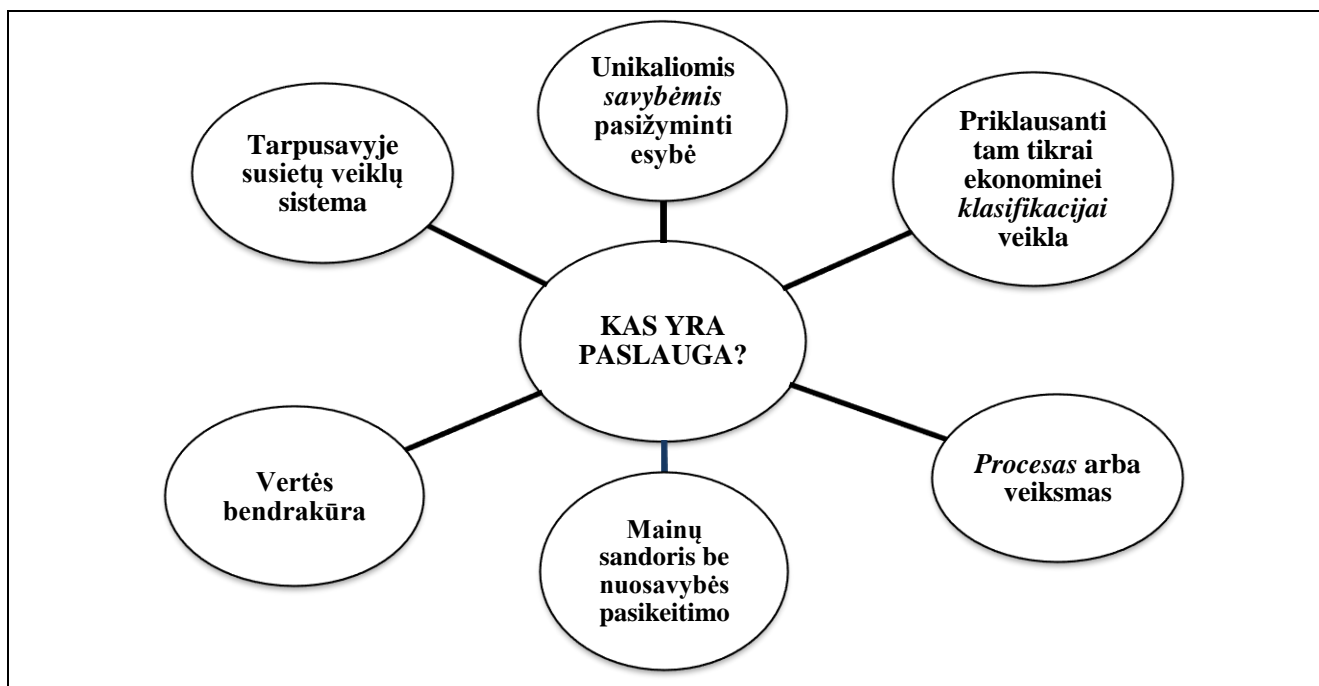 Unikaliomis
savybėmis
pasižyminti
esybė
Tarpusavyje
susietų veiklų
sistema
Priklausanti
tam tikrai
ekonominei
klasifikacijai
veikla
KAS YRA
PASLAUGA?
Vertės
bendrakūra
Procesas arba
veiksmas
Mainų
sandoris be
nuosavybės
pasikeitimo